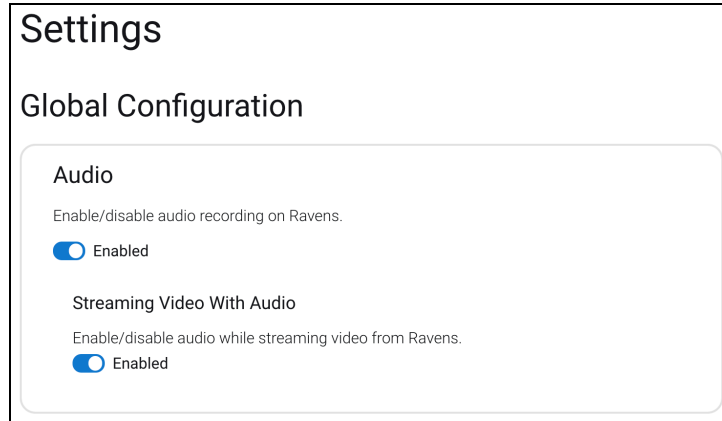 Settings
Global Configuration
Audio
Enable/disable audio recording on Ravens.
Enabled
Streaming Video With Audio
Enable/disable audio while streaming video from Ravens.
Enabled